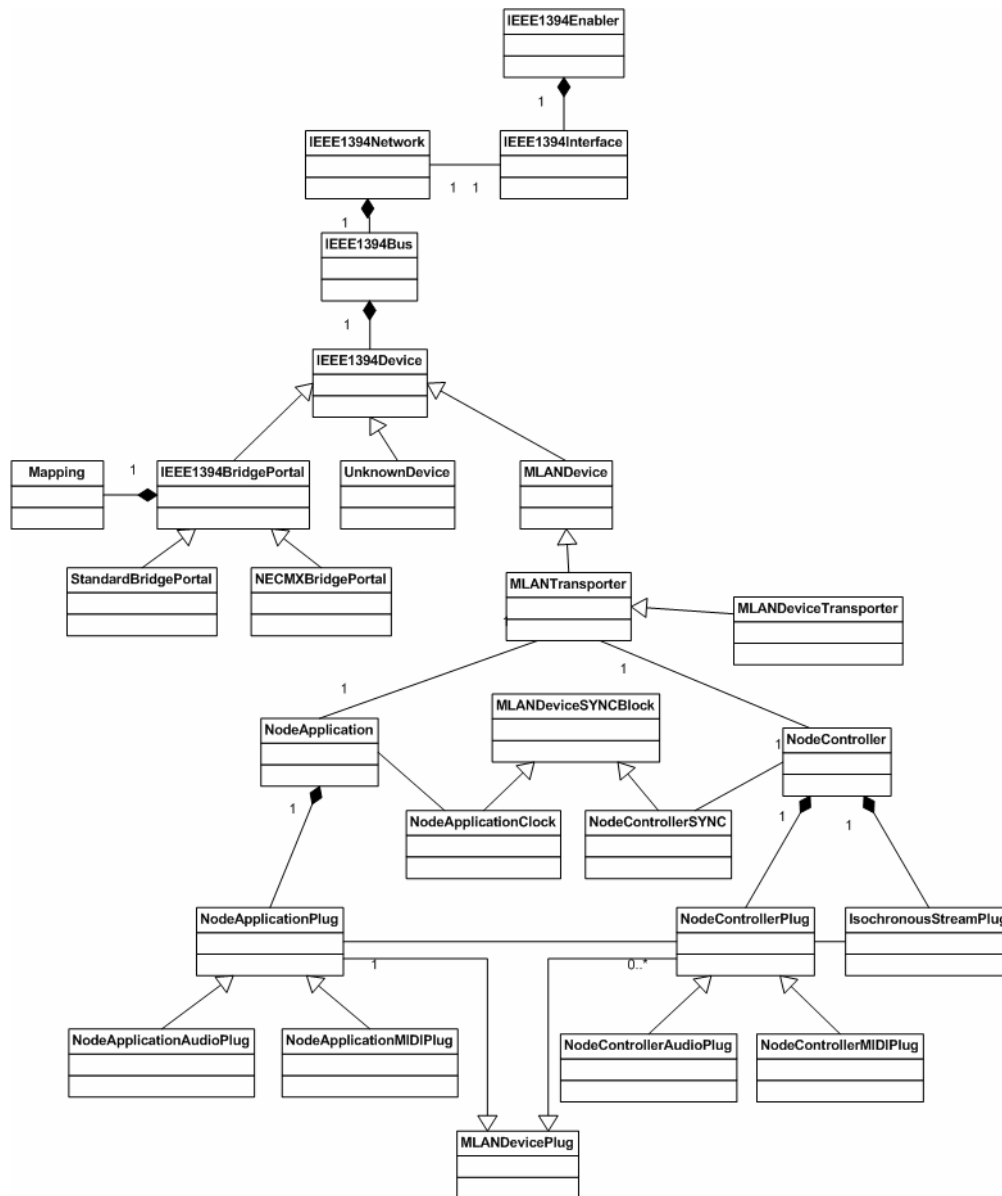 IEEE1394Enabler
1
IEEE1394Network
IEEE1394Interface
1 1
1
IEEE1394Bus
1
IEEE1394Device
Mapping
1
IEEE1394BridgePortal
UnknownDevice
MLANDevice
StandardBridgePortal
NECMXBridgePortal
MLANTransporter
MLANDeviceTransporter
1
1
1
MLANDeviceSYNCBlock
NodeApplication
NodeController
1
1
NodeApplicationClock
NodeControllerSYNC
1
1
NodeApplicationPlug
NodeControllerPlug
IsochronousStreamPlug
1
0..*
NodeApplicationAudioPlug
NodeApplicationMIDIPlug
NodeControllerAudioPlug
NodeControllerMIDIPlug
MLANDevicePlug